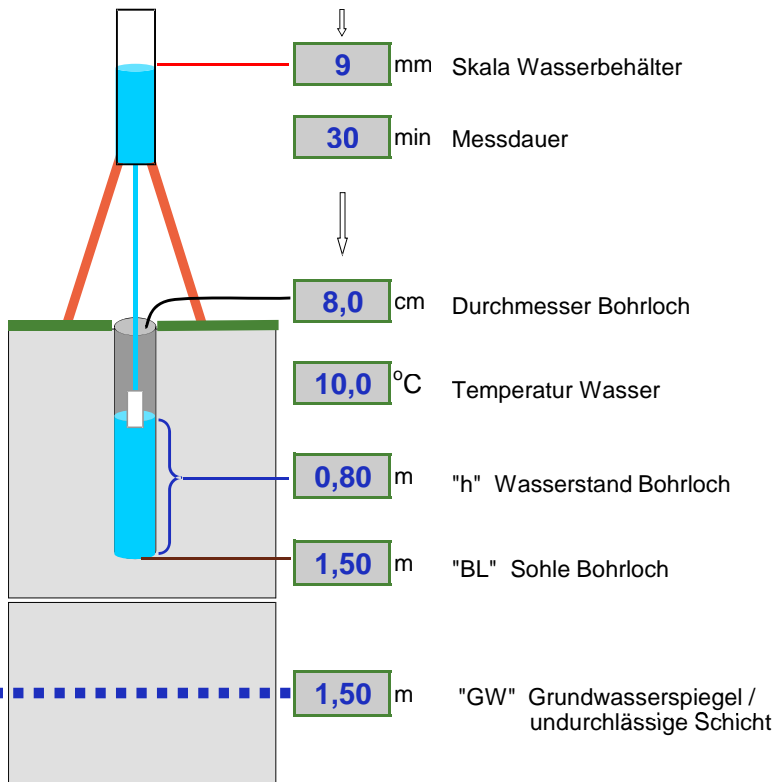 9 mm Skala Wasserbehälter
30 min Messdauer
8,0 cm Durchmesser Bohrloch
10,0 °C Temperatur Wasser
0,80 m "h" Wasserstand Bohrloch
1,50 m "BL" Sohle Bohrloch
1,50 m "GW" Grundwasserspiegel /
undurchlässige Schicht